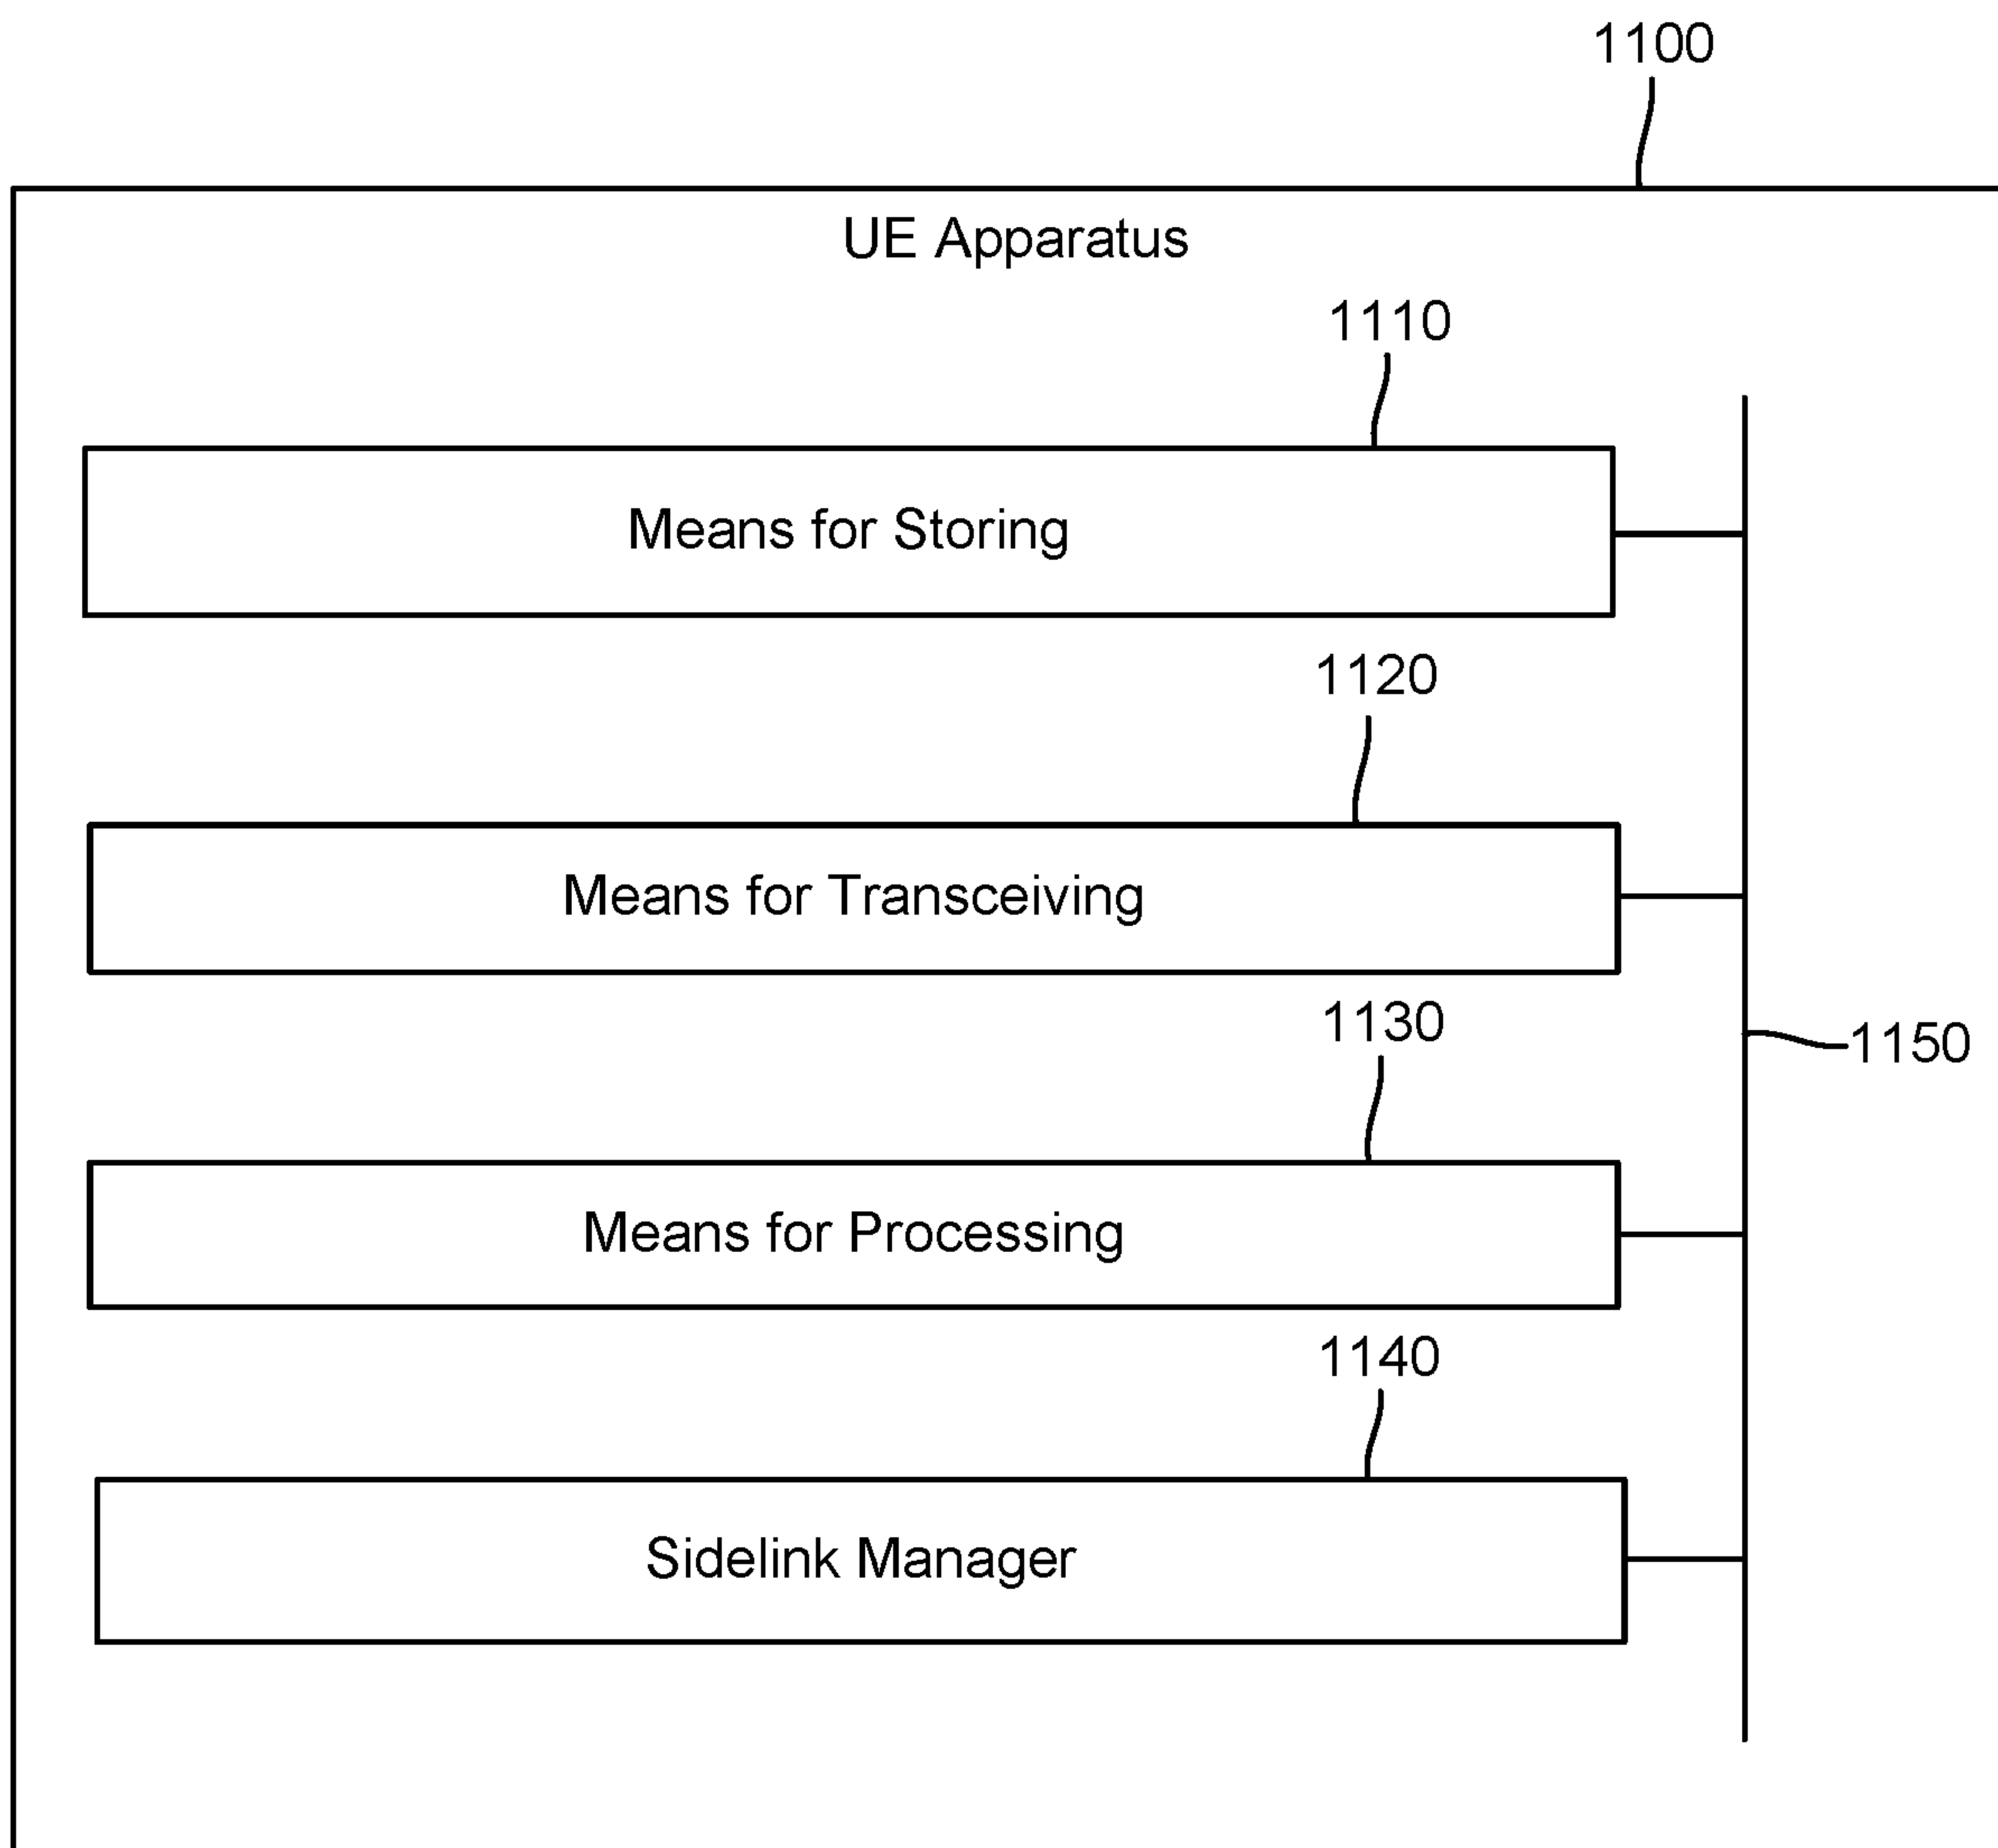 1100
UE Apparatus
1110
Means for Storing
1120
Means for Transceiving
1130
1150
Means for Processing
1140
Sidelink Manager